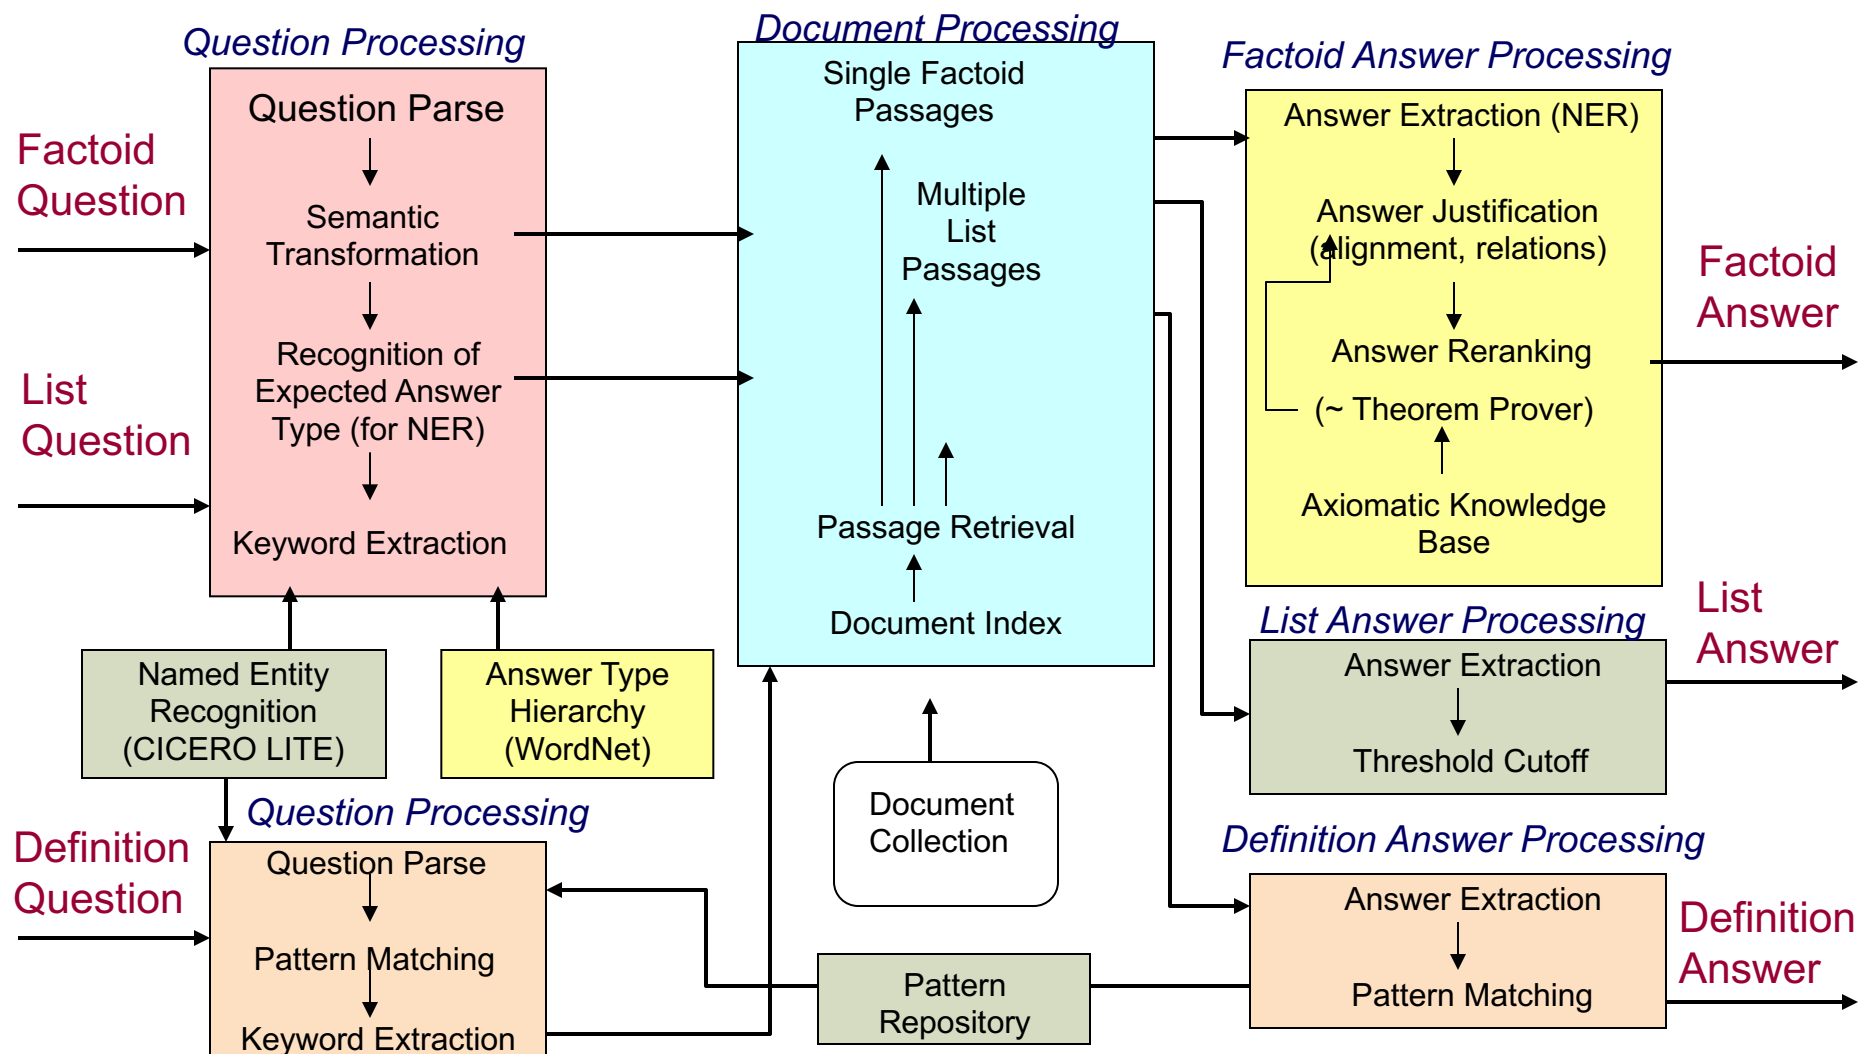 Question Processing
Question Parse
Semantic
Transformation
Recognition of
Expected Answer
Type (for NER)
Keyword Extraction
Factoid
Question
List
Question
Named Entity
Recognition
(CICERO LITE)
Answer Type
Hierarchy
(WordNet)
Question Processing
Definition
Question
Question Parse
Pattern Matching
Keyword Extraction
Document Processing
Single Factoid
Passages
Multiple
List
Passages
Passage Retrieval
Document Index
Document
Collection
Pattern
Repository
Factoid Answer Processing
Answer Extraction (NER)
Answer Justification
(alignment, relations)
Answer Reranking
(~ Theorem Prover)
Axiomatic Knowledge
Base
Factoid
Answer
List Answer Processing
Answer Extraction
Threshold Cutoff
List
Answer
Definition Answer Processing
Answer Extraction
Pattern Matching
Definition
Answer